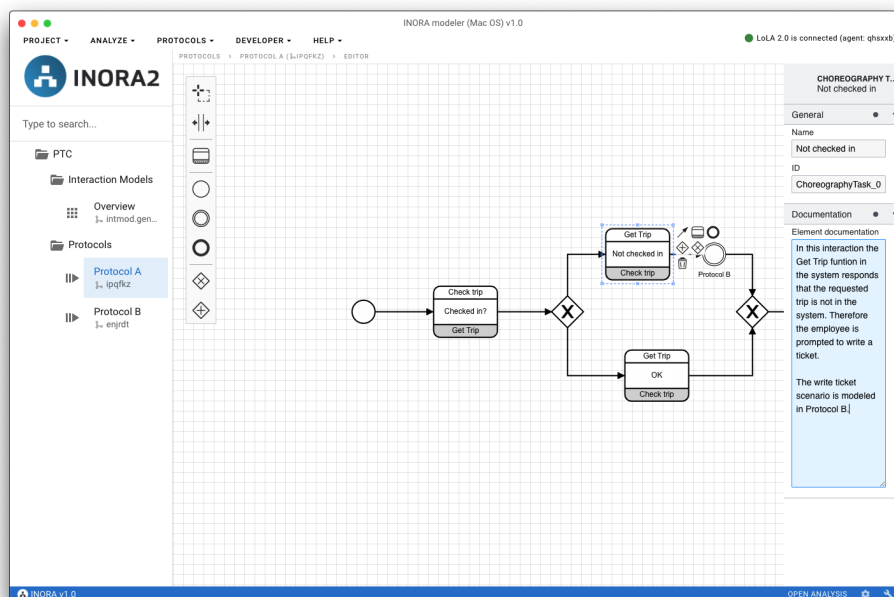 INORA modeler (Mac OS) v1.0
PROJECT ANALYZE PROTOCOLS DEVELOPER HELP
LoLA 2.0 is connected (agent: qhsxxb)
PROTOCOLS › PROTOCOL A (IPQFKZ) › EDITOR
INORA2
Type to search...
PTC
Interaction Models
Overview
intmod.gen...
Protocols
Protocol A
ipqfkz
Protocol B
enjrdt
Check trip
Checked in?
Get Trip
Get Trip
Not checked in
Check trip
Protocol B
Get Trip
OK
Check trip
CHOREOGRAPHY T...
Not checked in
General
Name
Not checked in
ID
ChoreographyTask_0
Documentation
Element documentation
In this interaction the
Get Trip funtion in
the system responds
that the requested
trip is not in the
system. Therefore
the employee is
prompted to write a
ticket.
The write ticket
scenario is modeled
in Protocol B.
INORA v1.0
OPEN ANALYSIS